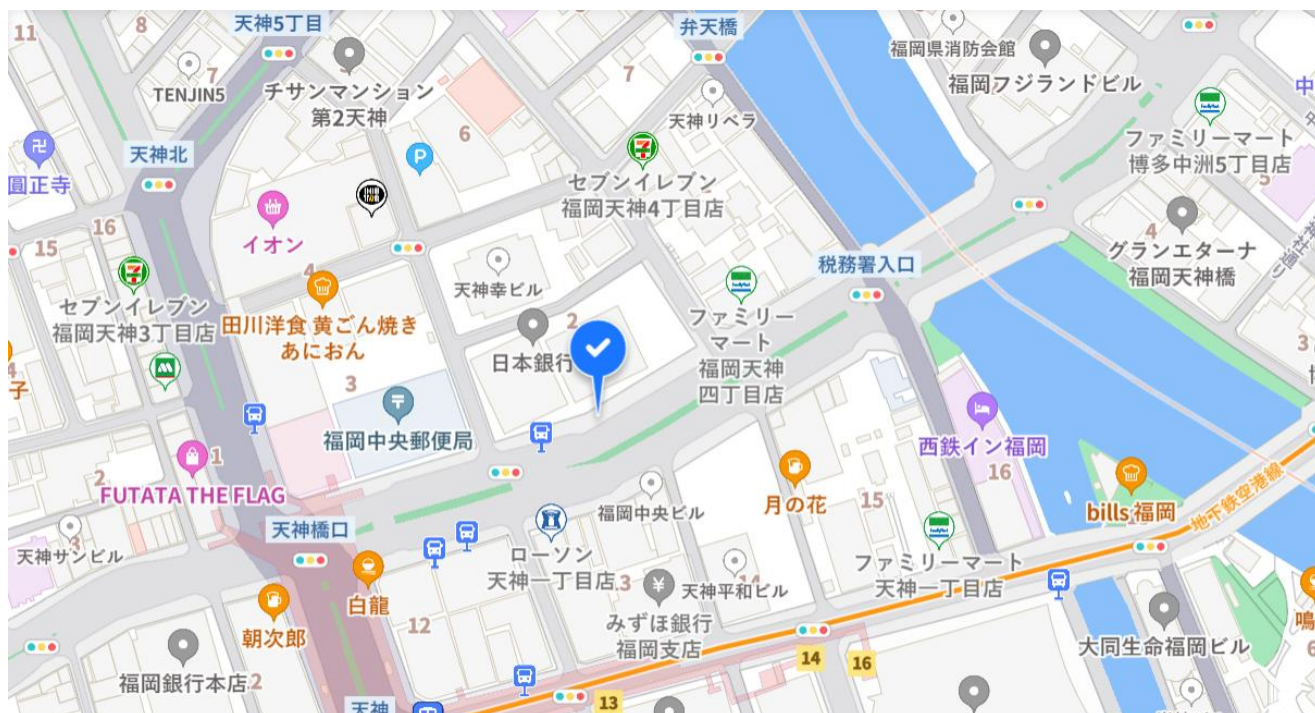 11
8
天神5丁目
弁天橋
7
TENJIN5
チサンマンション
第2天神
7
天神リベラ
福岡県消防会館
福岡フジランドビル
中
ファミリーマート
博多中洲5丁目店
5
天神北
圓正寺
6
P
セブンイレブン
福岡天神4丁目店
イオン
16
15
4
グランエターナ
福岡天神橋
神社通り
税務署入口
セブンイレブン
福岡天神3丁目店
4
田川洋食 黄ごん焼き
あにおん
天神幸ビル
2
日本銀行
ファミリー
マート
福岡天神
四丁目店
3
子
3
福岡中央郵便局
西鉄イン福岡
16
bills 福岡
地下鉄空港線
1
2
FUTATA THE FLAG
月の花
15
福岡中央ビル
天神橋口
天神サンビル
3
ローソン
天神一丁目店
3
天神平和ビル
14
ファミリーマート
天神一丁目店
白龍
朝次郎
12
みずほ銀行
福岡支店
大同生命福岡ビル
鳴
6
福岡銀行本店
2
14
16
13
天神